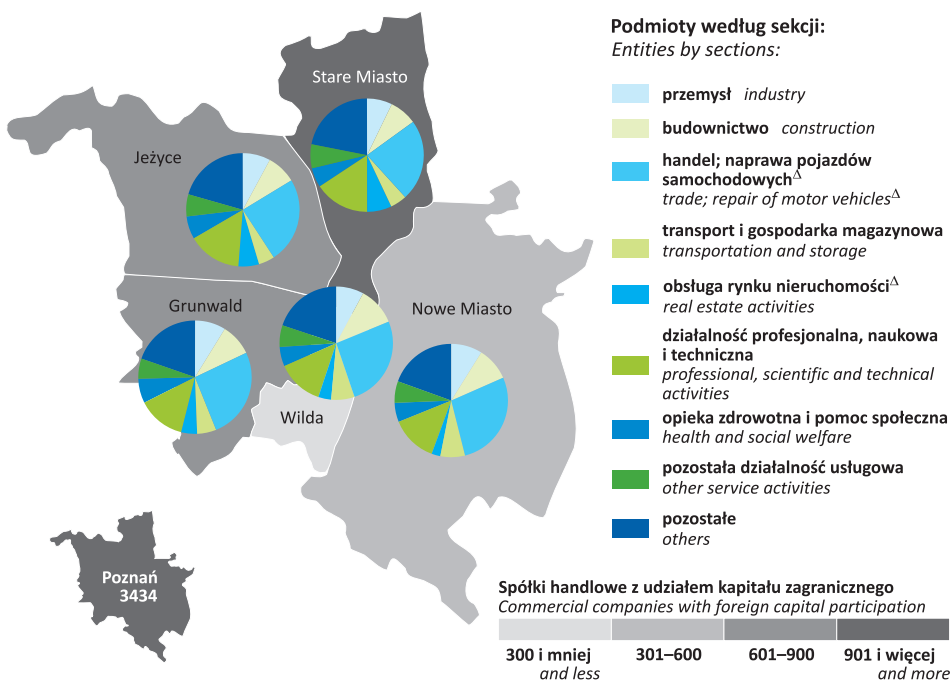 Podmioty według sekcji:
Entities by sections:
przemysł industry
budownictwo construction
handel; naprawa pojazdów
samochodowych∆
trade; repair of motor vehicles∆
transport i gospodarka magazynowa
transportation and storage
obsługa rynku nieruchomości∆
real estate activities
działalność profesjonalna, naukowa
i techniczna
professional, scientific and technical
activities
opieka zdrowotna i pomoc społeczna
health and social welfare
pozostała działalność usługowa
other service activities
pozostałe
others
Stare Miasto
Jeżyce
Grunwald
Nowe Miasto
Wilda
Poznań
3434
Spółki handlowe z udziałem kapitału zagranicznego
Commercial companies with foreign capital participation
300 i mniej 301–600 601–900 901 i więcej
and less and more